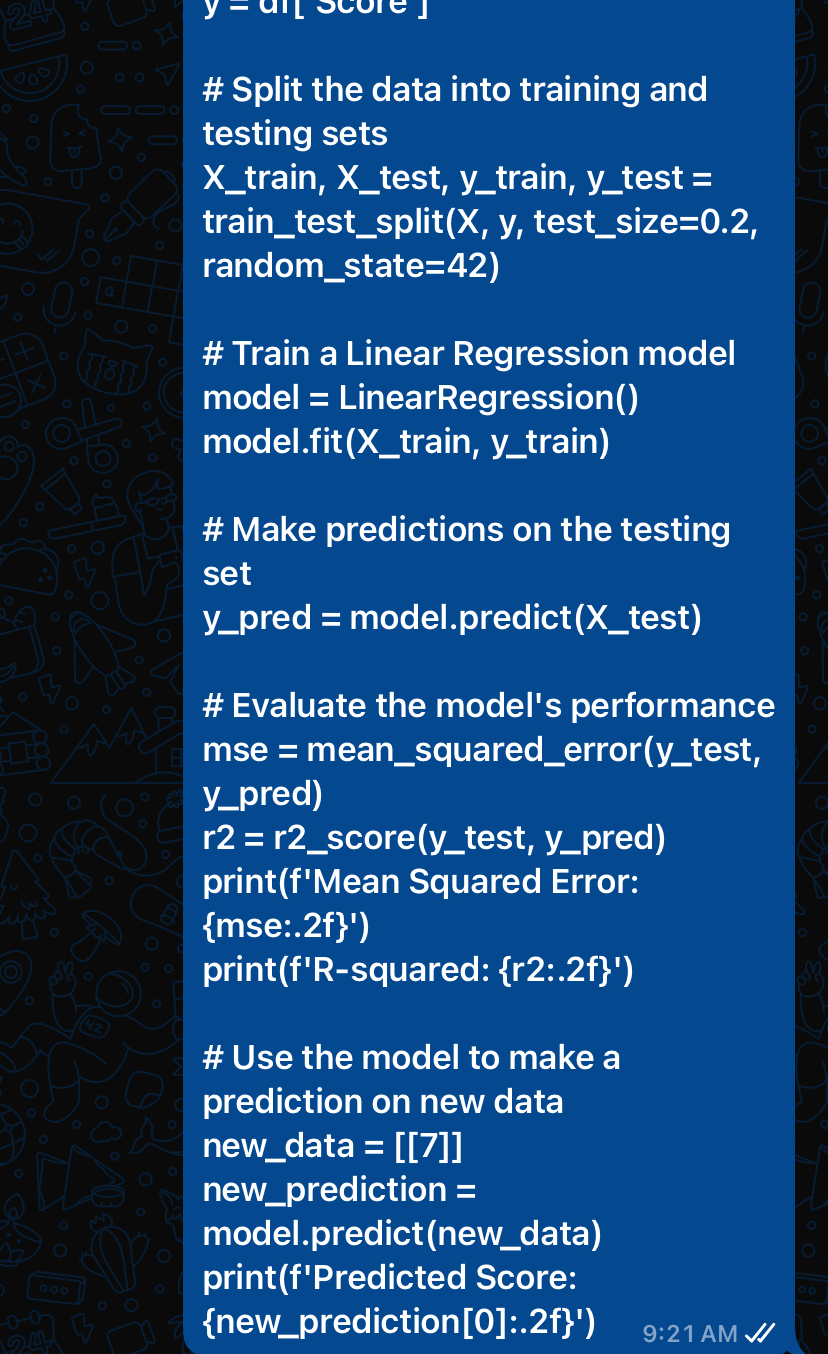 y = df['Score']
# Split the data into training and
testing sets
X_train, X_test, y_train, y_test =
train_test_split(X, y, test_size=0.2,
random_state=42)
# Train a Linear Regression model
model = LinearRegression()
model.fit(X_train, y_train)
# Make predictions on the testing
set
y_pred = model.predict(X_test)
# Evaluate the model's performance
mse = mean_squared_error(y_test,
y_pred)
r2 = r2_score(y_test, y_pred)
print(f'Mean Squared Error:
{mse:.2f}')
print(f'R-squared: {r2:.2f}')
# Use the model to make a
prediction on new data
new_data = [[7]]
new_prediction =
model.predict(new_data)
print(f'Predicted Score:
{new_prediction[0]:.2f}')
9:21 AM